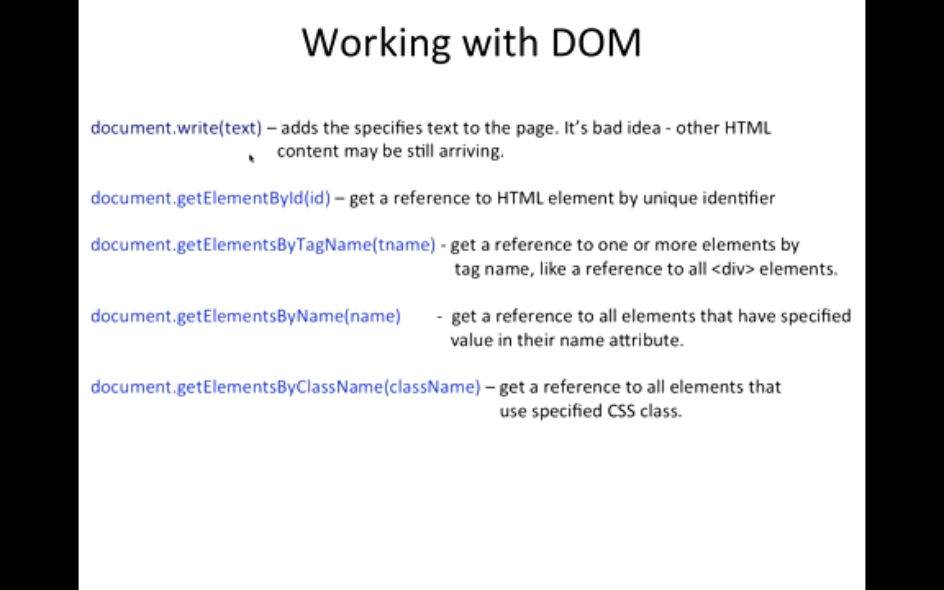 Working with DOM
document.write(text) – adds the specifies text to the page. It's bad idea - other HTML
content may be still arriving.
document.getElementById(id) – get a reference to HTML element by unique identifier
document.getElementsByTagName(tname) - get a reference to one or more elements by
tag name, like a reference to all <div> elements.
document.getElementsByName(name) - get a reference to all elements that have specified
value in their name attribute.
document.getElementsByClassName(className) – get a reference to all elements that
use specified CSS class.